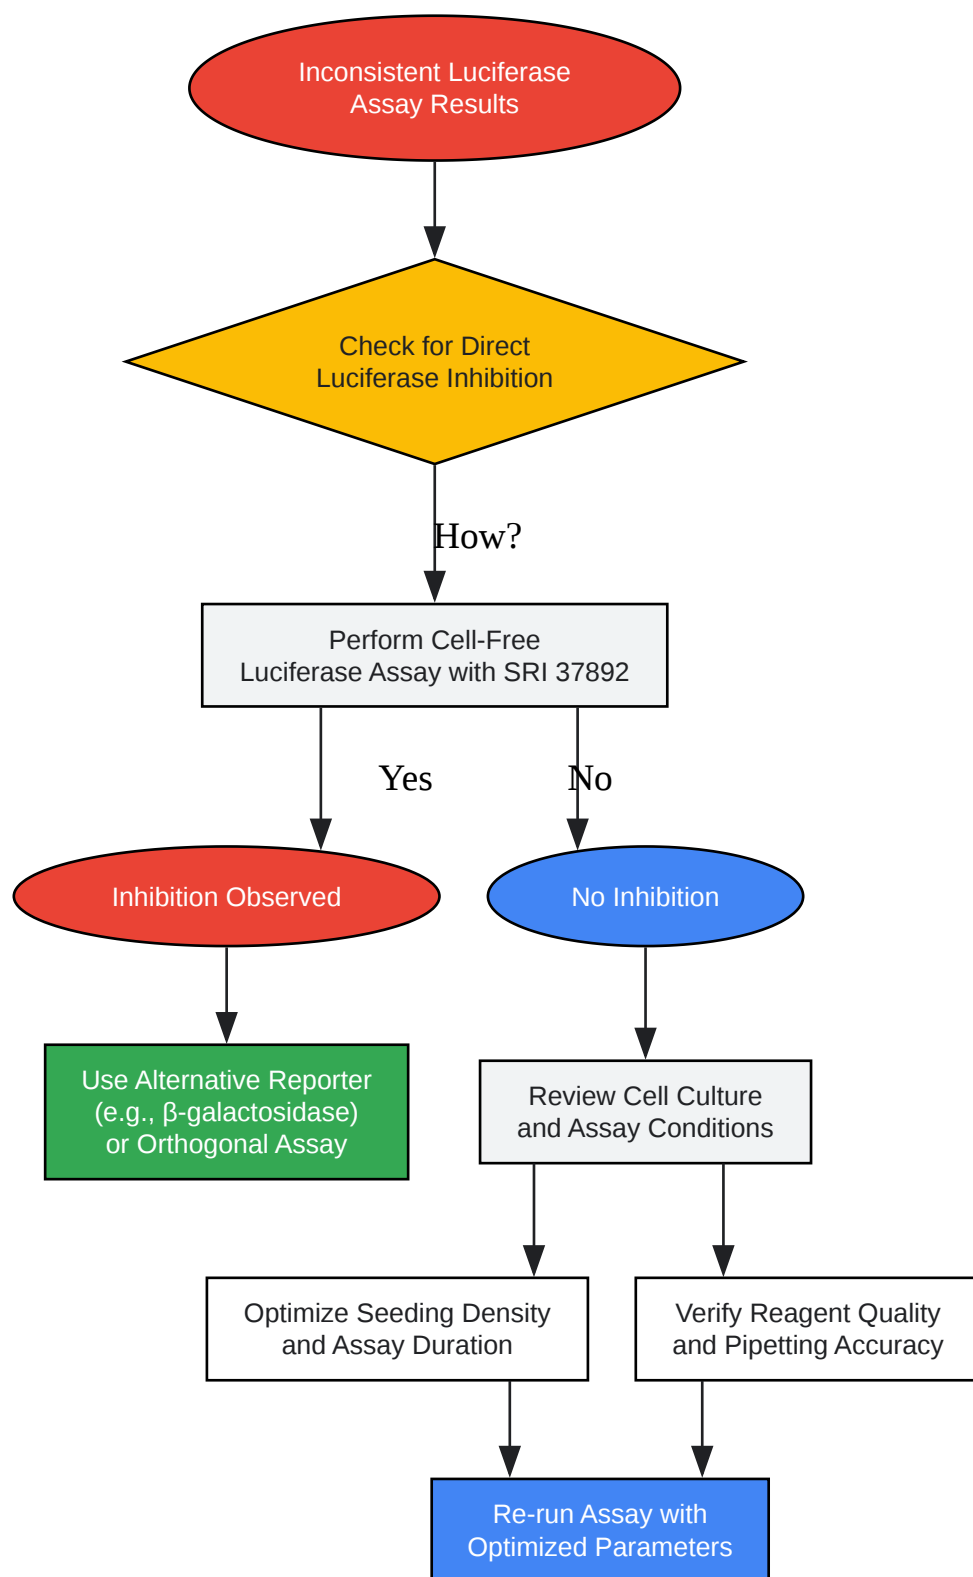 Inconsistent Luciferase
Assay Results
Check for Direct
Luciferase Inhibition
How?
Perform Cell-Free
Luciferase Assay with SRI 37892
Yes
No
Inhibition Observed
No Inhibition
Use Alternative Reporter
(e.g., β-galactosidase)
or Orthogonal Assay
Review Cell Culture
and Assay Conditions
Optimize Seeding Density
and Assay Duration
Verify Reagent Quality
and Pipetting Accuracy
Re-run Assay with
Optimized Parameters